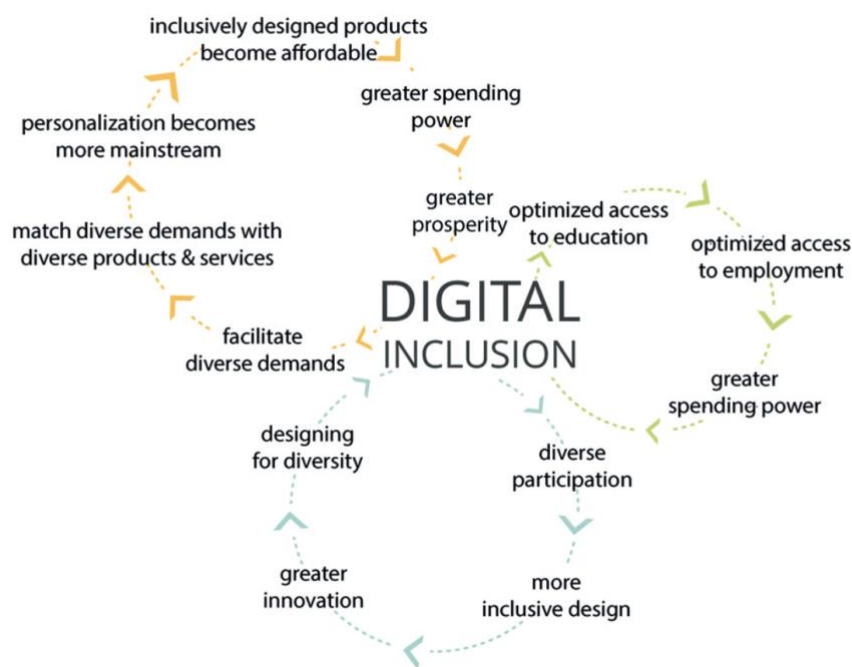 inclusively designed products
become affordable
greater spending
power
greater
prosperity
DIGITAL
INCLUSION
facilitate
diverse demands
match diverse demands with
diverse products & services
personalization becomes
more mainstream
optimized access
to education
optimized access
to employment
greater
spending power
diverse
participation
more
inclusive design
greater
innovation
designing
for diversity